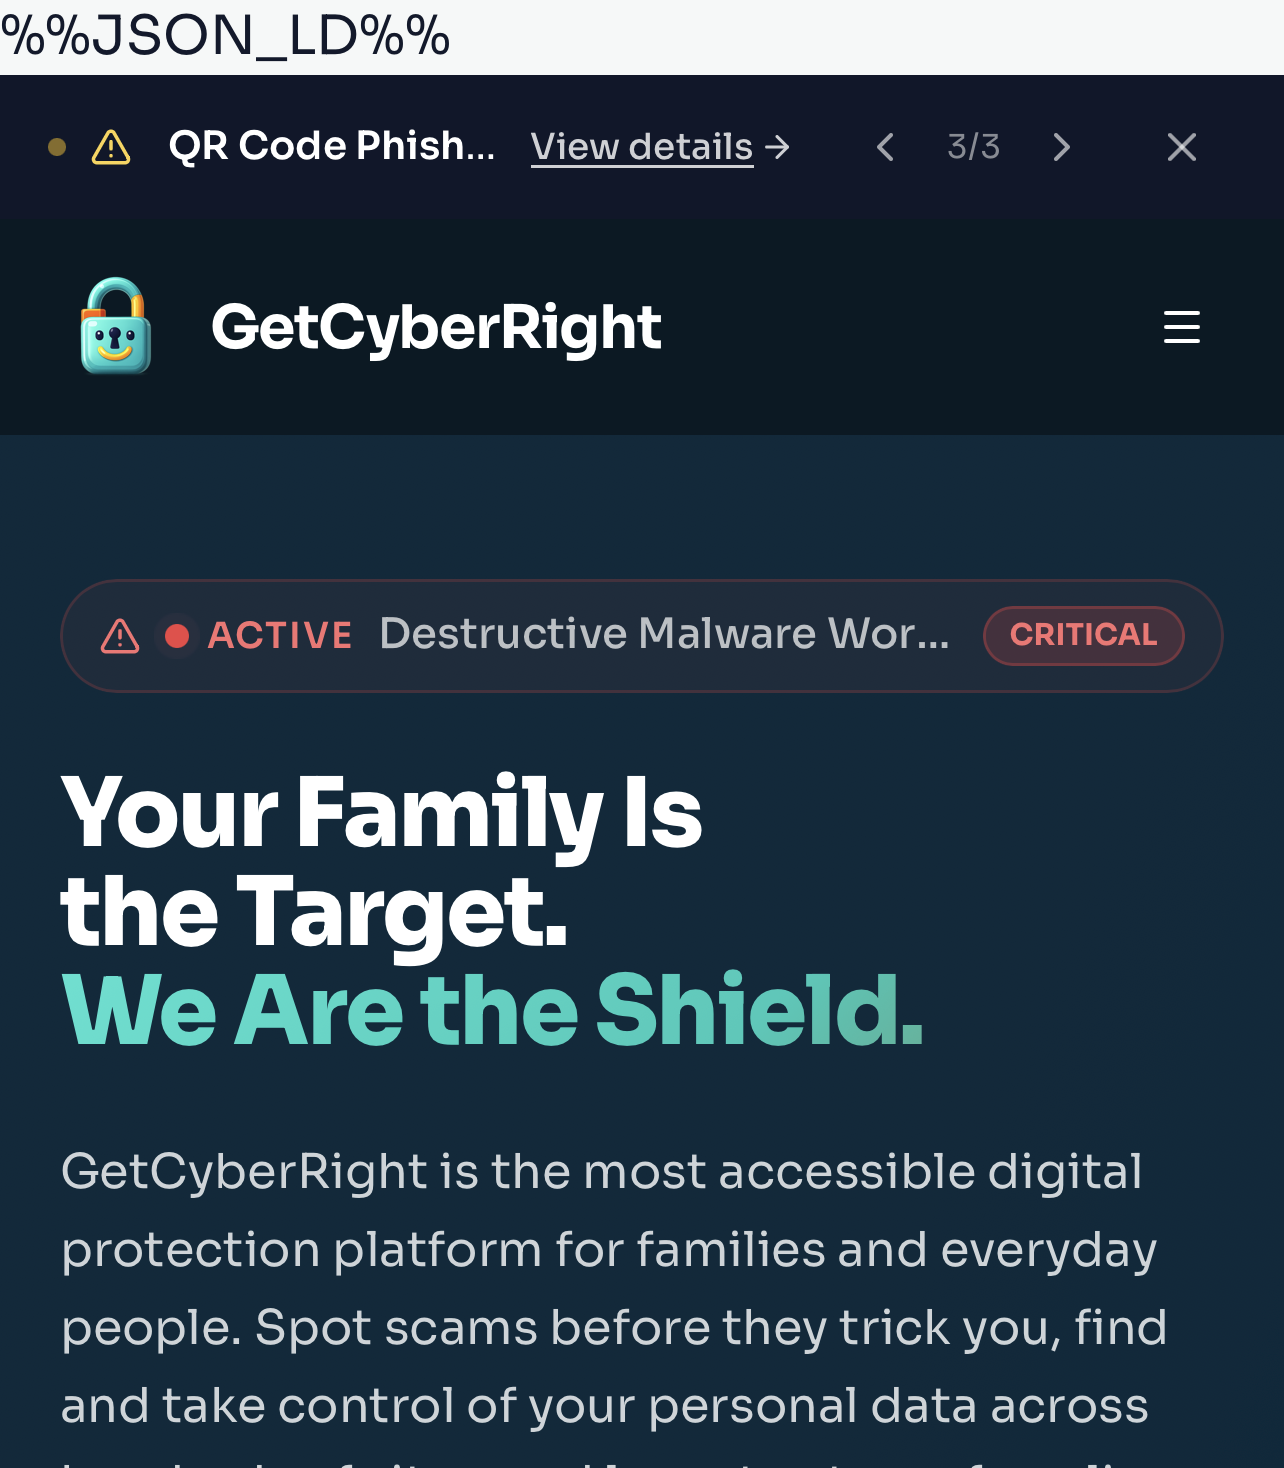 %%JSON_LD%%
QR Code Phish... View details → 3/3
GetCyberRight
ACTIVE Destructive Malware Wor... CRITICAL
Your Family Is
the Target.
We Are the Shield.
GetCyberRight is the most accessible digital
protection platform for families and everyday
people. Spot scams before they trick you, find
and take control of your personal data across